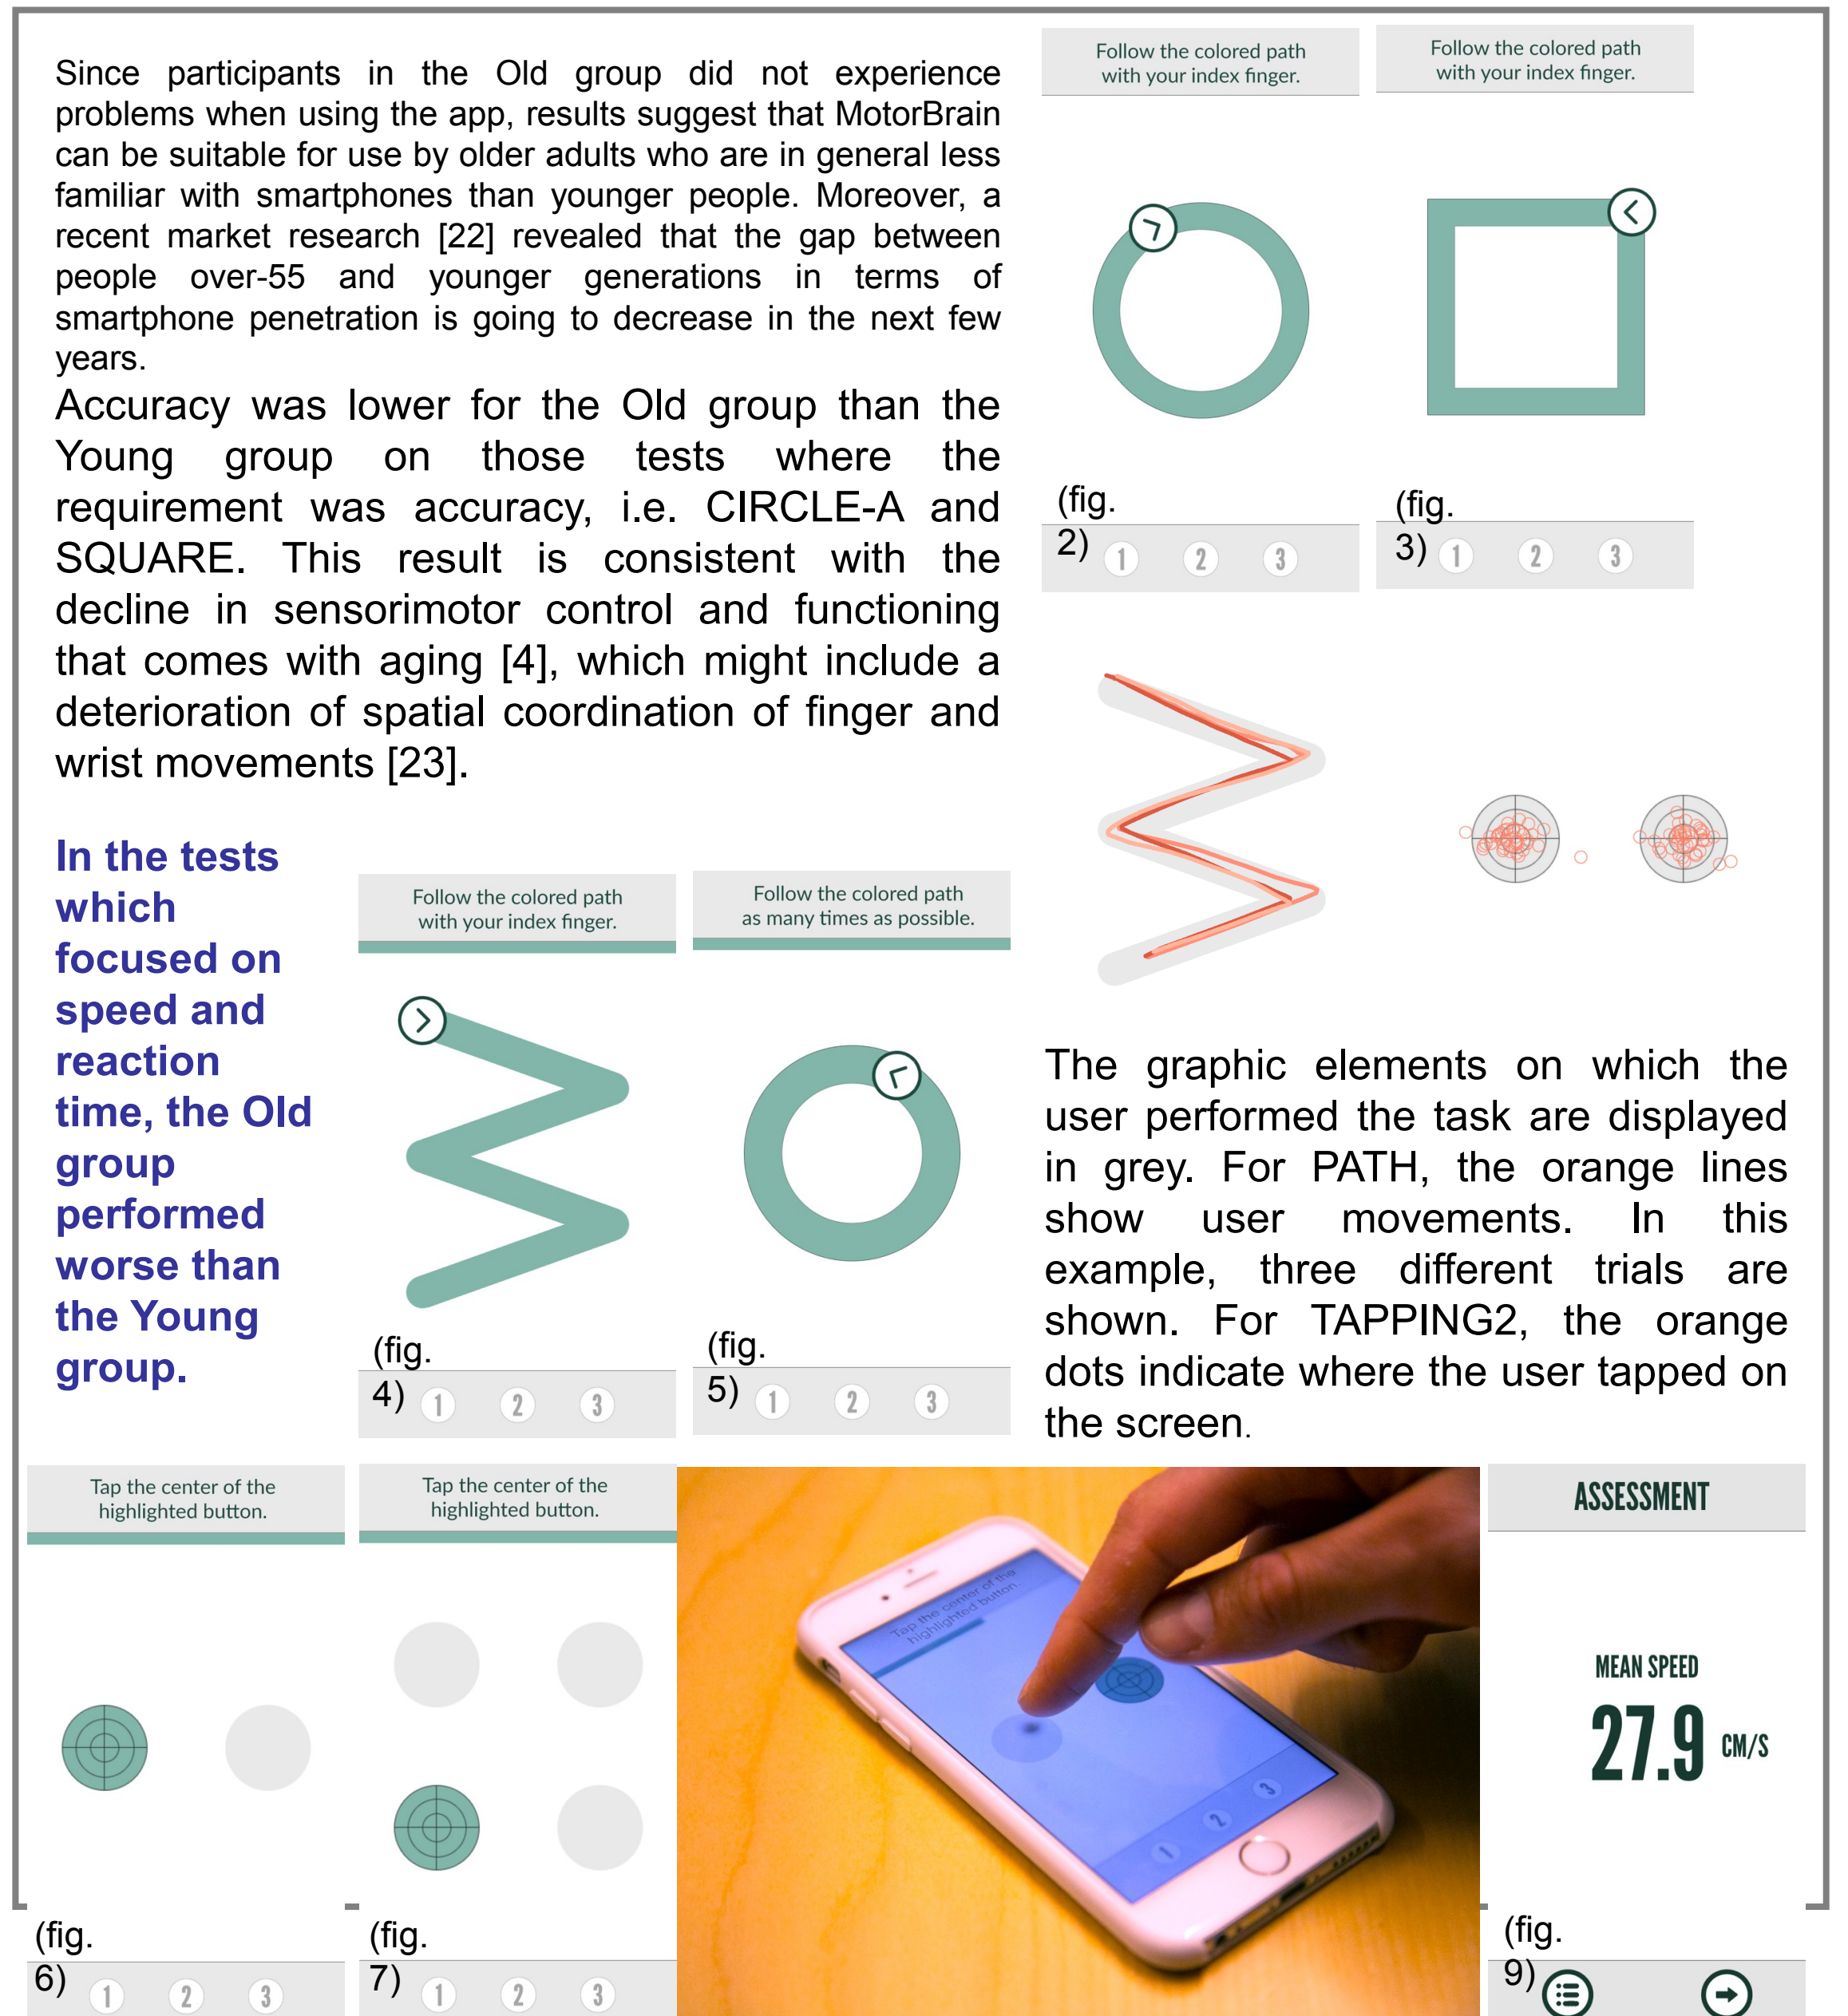 Since participants in the Old group did not experience
problems when using the app, results suggest that MotorBrain
can be suitable for use by older adults who are in general less
familiar with smartphones than younger people. Moreover, a
recent market research [22] revealed that the gap between
people over-55 and younger generations in terms of
smartphone penetration is going to decrease in the next few
years.
Accuracy was lower for the Old group than the
Young group on those tests where the
requirement was accuracy, i.e. CIRCLE-A and
SQUARE. This result is consistent with the
decline in sensorimotor control and functioning
that comes with aging [4], which might include a
deterioration of spatial coordination of finger and
wrist movements [23].
Follow the colored path
with your index finger.
(fig.
2)
1 2 3
Follow the colored path
with your index finger.
(fig.
3)
1 2 3
In the tests
which
focused on
speed and
reaction
time, the Old
group
performed
worse than
the Young
group.
Follow the colored path
with your index finger.
(fig.
4)
1 2 3
Follow the colored path
as many times as possible.
(fig.
5)
1 2 3
The graphic elements on which the
user performed the task are displayed
in grey. For PATH, the orange lines
show user movements. In this
example, three different trials are
shown. For TAPPING2, the orange
dots indicate where the user tapped on
the screen.
Tap the center of the
highlighted button.
(fig.
6)
1 2 3
Tap the center of the
highlighted button.
(fig.
7)
1 2 3
Tap the center of the
highlighted button.
1 2 3
ASSESSMENT
MEAN SPEED
27.9 CM/S
(fig.
9)